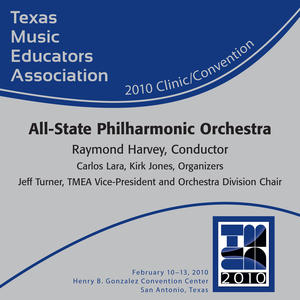 Texas
Music
Educators
Association
2010 Clinic/Convention
All-State Philharmonic Orchestra
Raymond Harvey, Conductor
Carlos Lara, Kirk Jones, Organizers
Jeff Turner, TMEA Vice-President and Orchestra Division Chair
February 10–13, 2010
Henry B. Gonzalez Convention Center
San Antonio, Texas
TMEA
2010